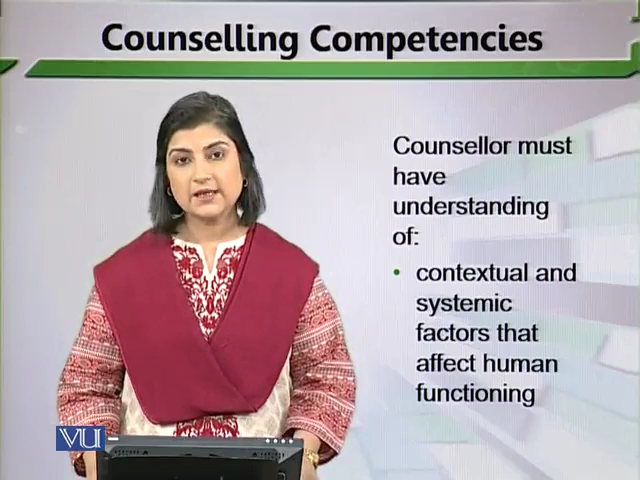 Counselling Competencies
Counsellor must
have
understanding
of:
• contextual and
systemic
factors that
affect human
functioning
VU